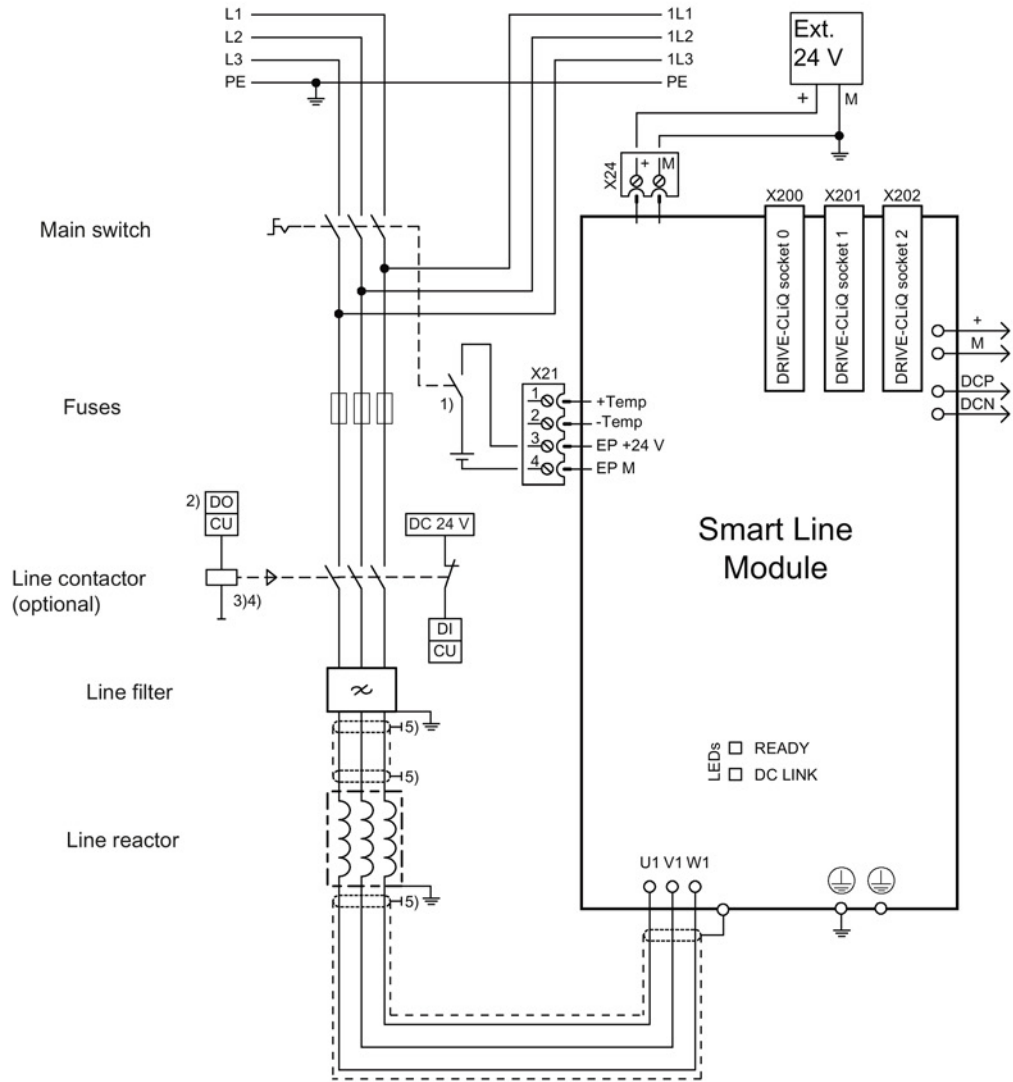 L1
L2
L3
PE
1L1
1L2
1L3
PE
Ext.
24 V
+
M
X24
+
M
Main switch
X200
X201
X202
DRIVE-CLiQ socket 0
DRIVE-CLiQ socket 1
DRIVE-CLiQ socket 2
+
M
DCP
DCN
Fuses
1)
X21
1
2
3
4
+Temp
-Temp
EP +24 V
EP M
2)
DO
CU
DC 24 V
Smart Line
Module
Line contactor
(optional)
3)4)
DI
CU
Line filter
5)
5)
LEDs
READY
DC LINK
Line reactor
5)
U1 V1 W1